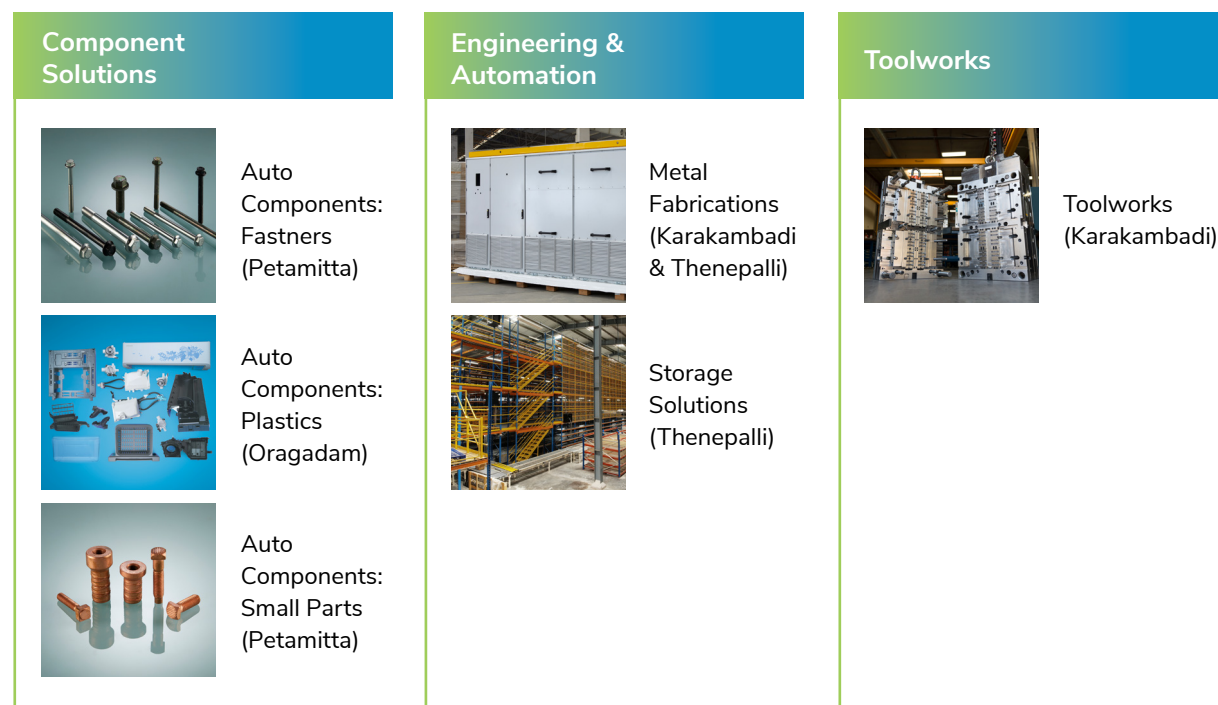 Component
Solutions
Auto
Components:
Fastners
(Petamitta)
Auto
Components:
Plastics
(Oragadam)
Auto
Components:
Small Parts
(Petamitta)
Engineering &
Automation
Metal
Fabrications
(Karakambadi
& Thenepalli)
Storage
Solutions
(Thenepalli)
Toolworks
Toolworks
(Karakambadi)